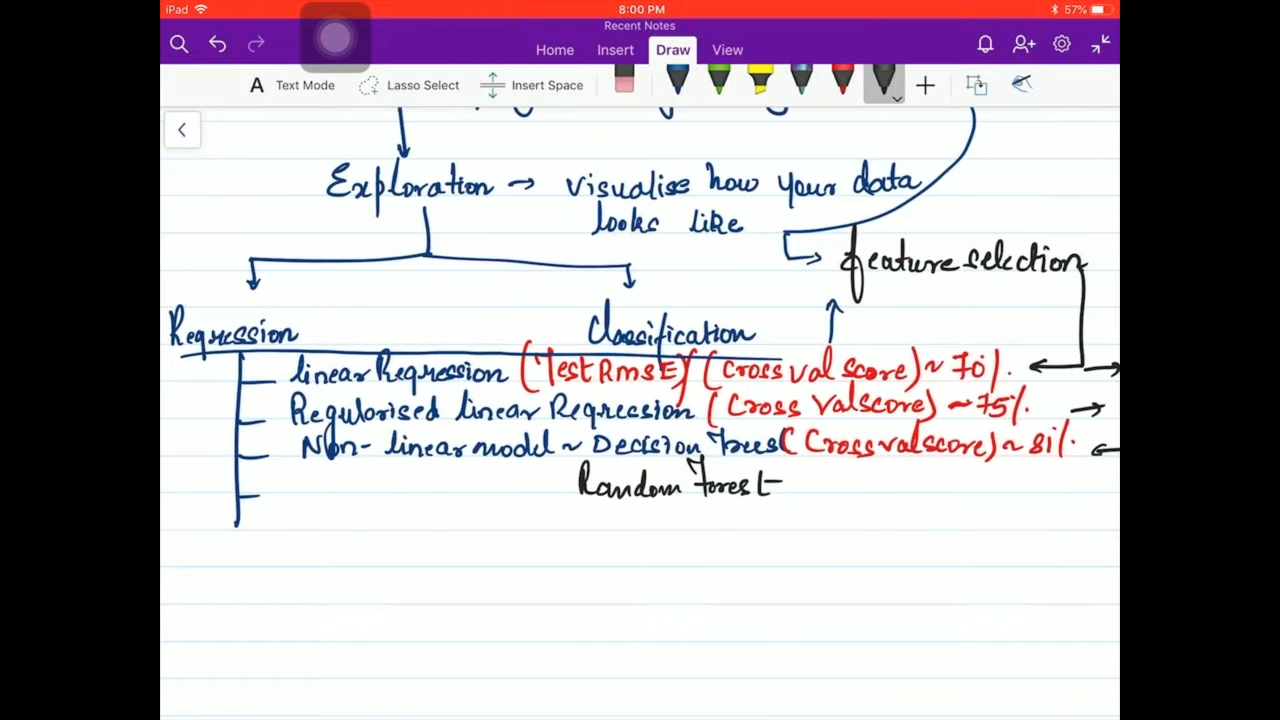 iPad 8:00 PM 57%
Recent Notes
Home Insert Draw View
A Text Mode Lasso Select Insert Space
Exploration → visualise how your data
looks like
feature selection
Regression Classification
linear Regression (Test RmsE) (Cross val score) ~ 70%.
Regularised linear Regression (Cross Valscore) ~ 75%.
Non-linear model ~ Decision Trees (Crossvalscore) ~ 81%.
Random Forest